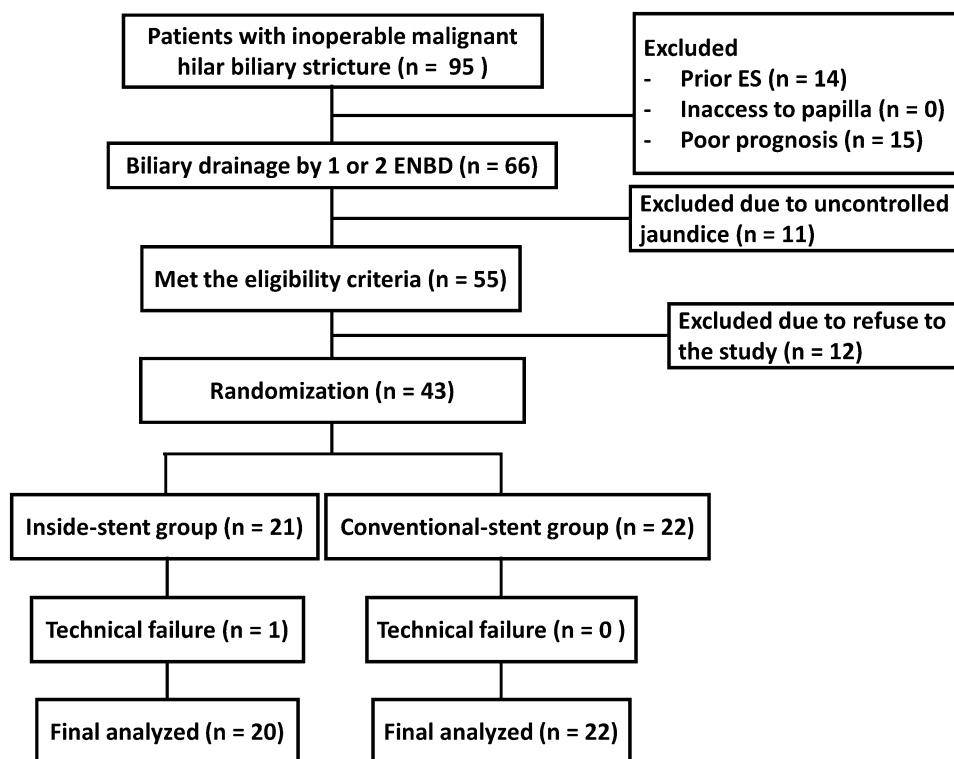 Patients with inoperable malignant
hilar biliary stricture (n =  95 )
Excluded
-    Prior ES (n = 14)
-    Inaccess to papilla (n = 0)
-    Poor prognosis (n = 15)
Biliary drainage by 1 or 2 ENBD (n = 66)
Excluded due to uncontrolled
jaundice (n = 11)
Met the eligibility criteria (n = 55)
Excluded due to refuse to
the study (n = 12)
Randomization (n = 43)
Inside-stent group (n = 21)
Conventional-stent group (n = 22)
Technical failure (n = 1)
Technical failure (n = 0 )
Final analyzed (n = 20)
Final analyzed (n = 22)